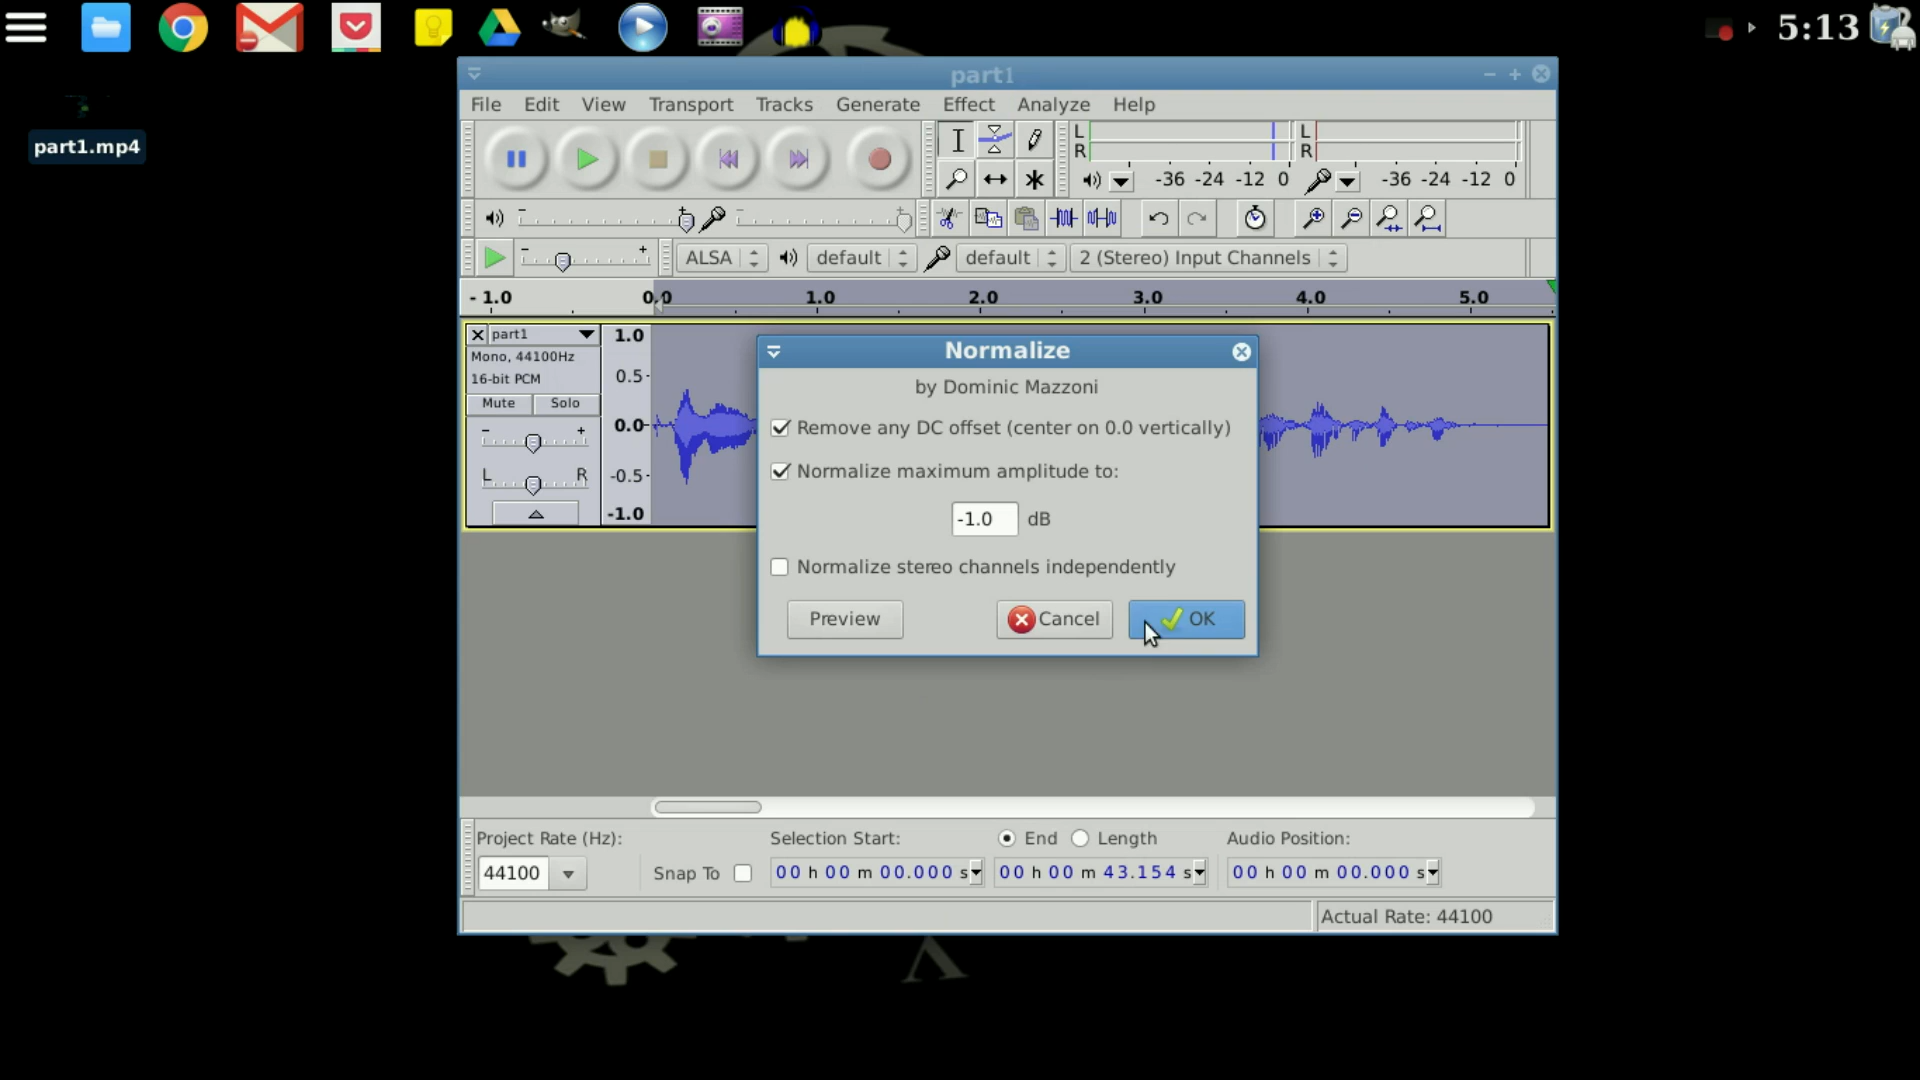 5:13
part1.mp4
part1
File Edit View Transport Tracks Generate Effect Analyze Help
L
R
-36 -24 -12 0
L
R
-36 -24 -12 0
ALSA default default 2 (Stereo) Input Channels
- 1.0 0.0 1.0 2.0 3.0 4.0 5.0
part1
Mono, 44100Hz
16-bit PCM
Mute Solo
- +
L R
1.0
0.5
0.0
-0.5
-1.0
Normalize
by Dominic Mazzoni
Remove any DC offset (center on 0.0 vertically)
Normalize maximum amplitude to:
-1.0 dB
Normalize stereo channels independently
Preview Cancel OK
Project Rate (Hz): Selection Start: End Length Audio Position:
44100 Snap To 00 h 00 m 00.000 s 00 h 00 m 43.154 s 00 h 00 m 00.000 s
Actual Rate: 44100
V